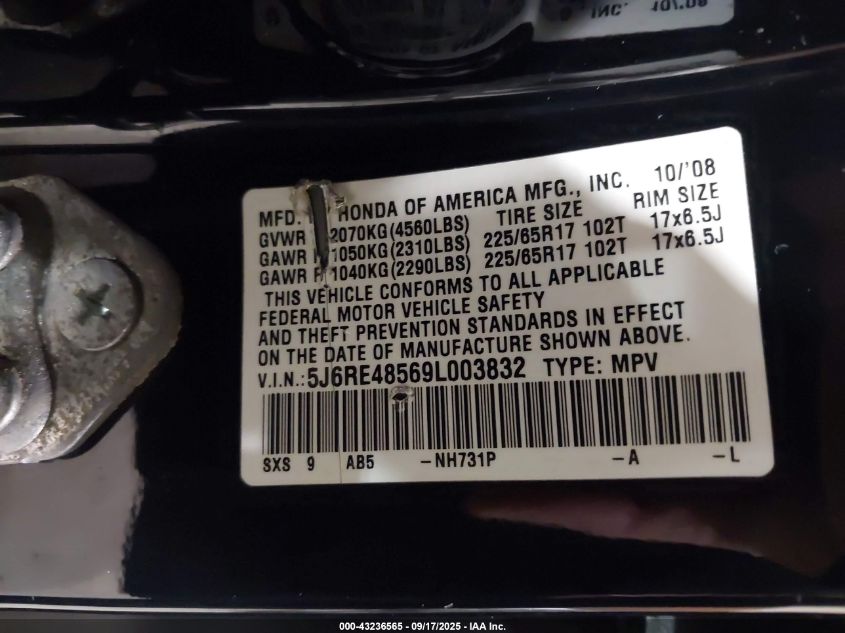 INC. 10/'08
MFD. HONDA OF AMERICA MFG., INC. 10/'08
TIRE SIZE RIM SIZE
GVWR 2070KG(4560LBS)
GAWR F 1050KG(2310LBS) 225/65R17 102T 17x6.5J
GAWR R 1040KG(2290LBS) 225/65R17 102T 17x6.5J
THIS VEHICLE CONFORMS TO ALL APPLICABLE
FEDERAL MOTOR VEHICLE SAFETY
AND THEFT PREVENTION STANDARDS IN EFFECT
ON THE DATE OF MANUFACTURE SHOWN ABOVE.
V.I.N.:5J6RE48569L003832 TYPE: MPV
SXS 9 AB5 -NH731P -A -L
000-43236565 - 09/17/2025 - IAA Inc.